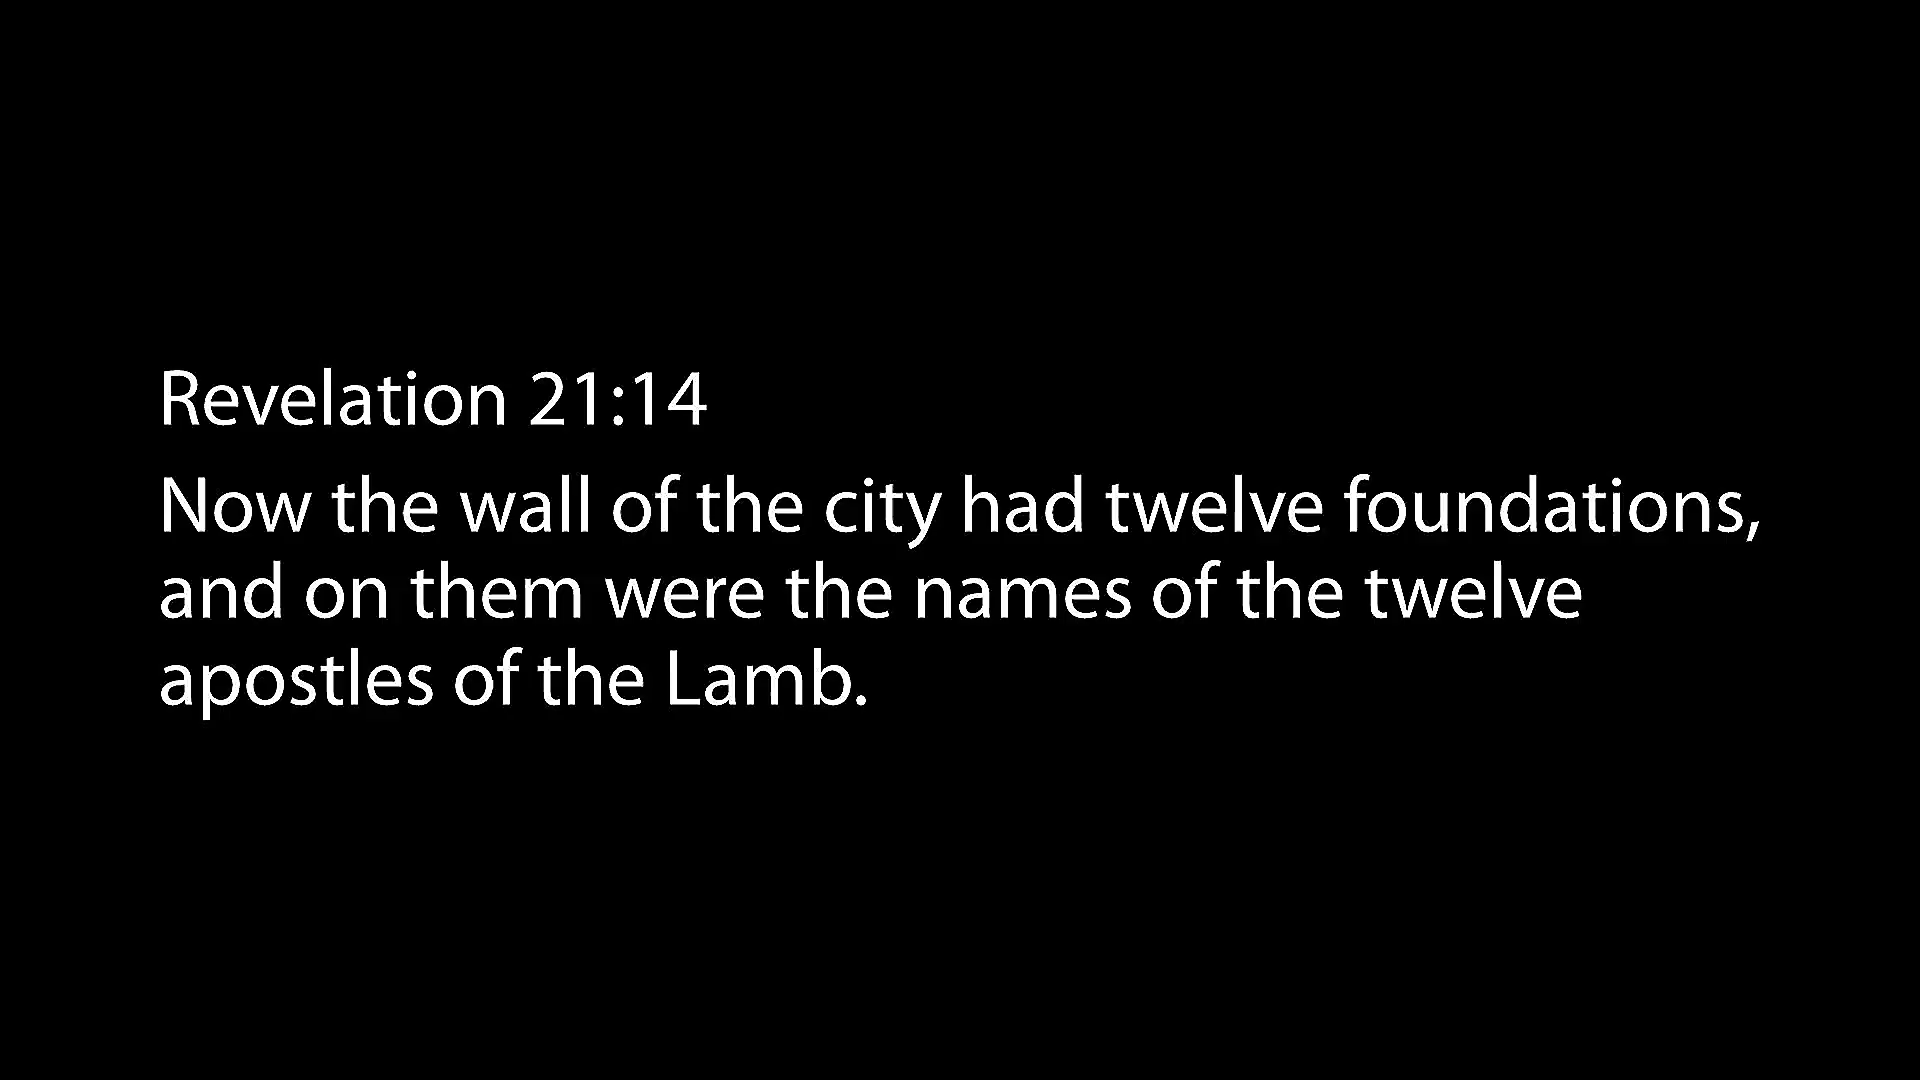 Revelation 21:14
Now the wall of the city had twelve foundations,
and on them were the names of the twelve
apostles of the Lamb.